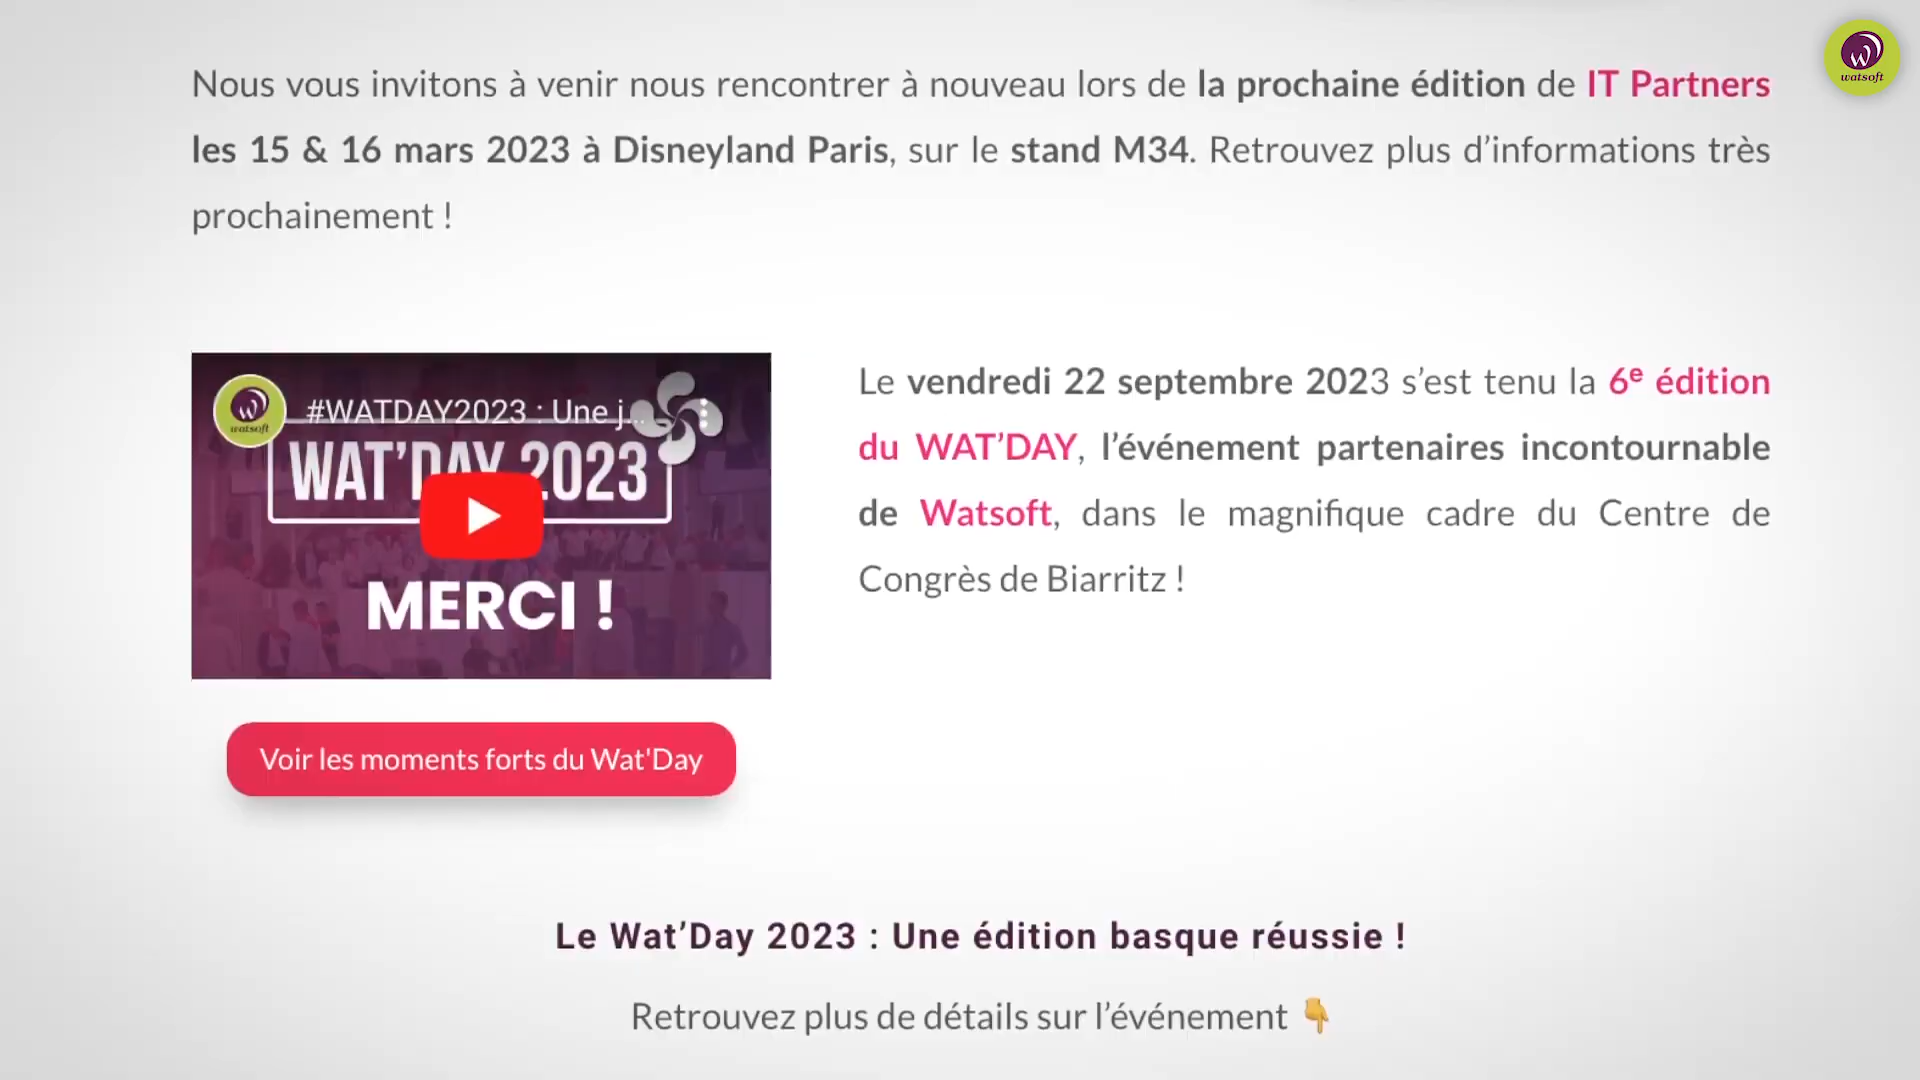 watsoft
Nous vous invitons à venir nous rencontrer à nouveau lors de la prochaine édition de IT Partners
les 15 & 16 mars 2023 à Disneyland Paris, sur le stand M34. Retrouvez plus d’informations très
prochainement !
watsoft
#WATDAY2023 : Une j...
WAT’DAY 2023
MERCI !
Voir les moments forts du Wat'Day
Le vendredi 22 septembre 2023 s’est tenu la 6e édition
du WAT’DAY, l’événement partenaires incontournable
de Watsoft, dans le magnifique cadre du Centre de
Congrès de Biarritz !
Le Wat’Day 2023 : Une édition basque réussie !
Retrouvez plus de détails sur l’événement 👇